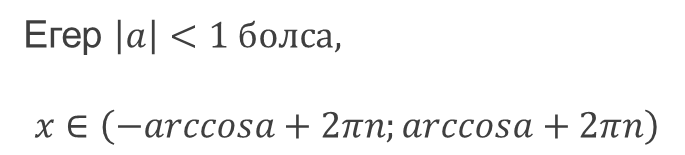 Егер |a| < 1 болса,
x ∈ (−arccosa + 2πn; arccosa + 2πn)